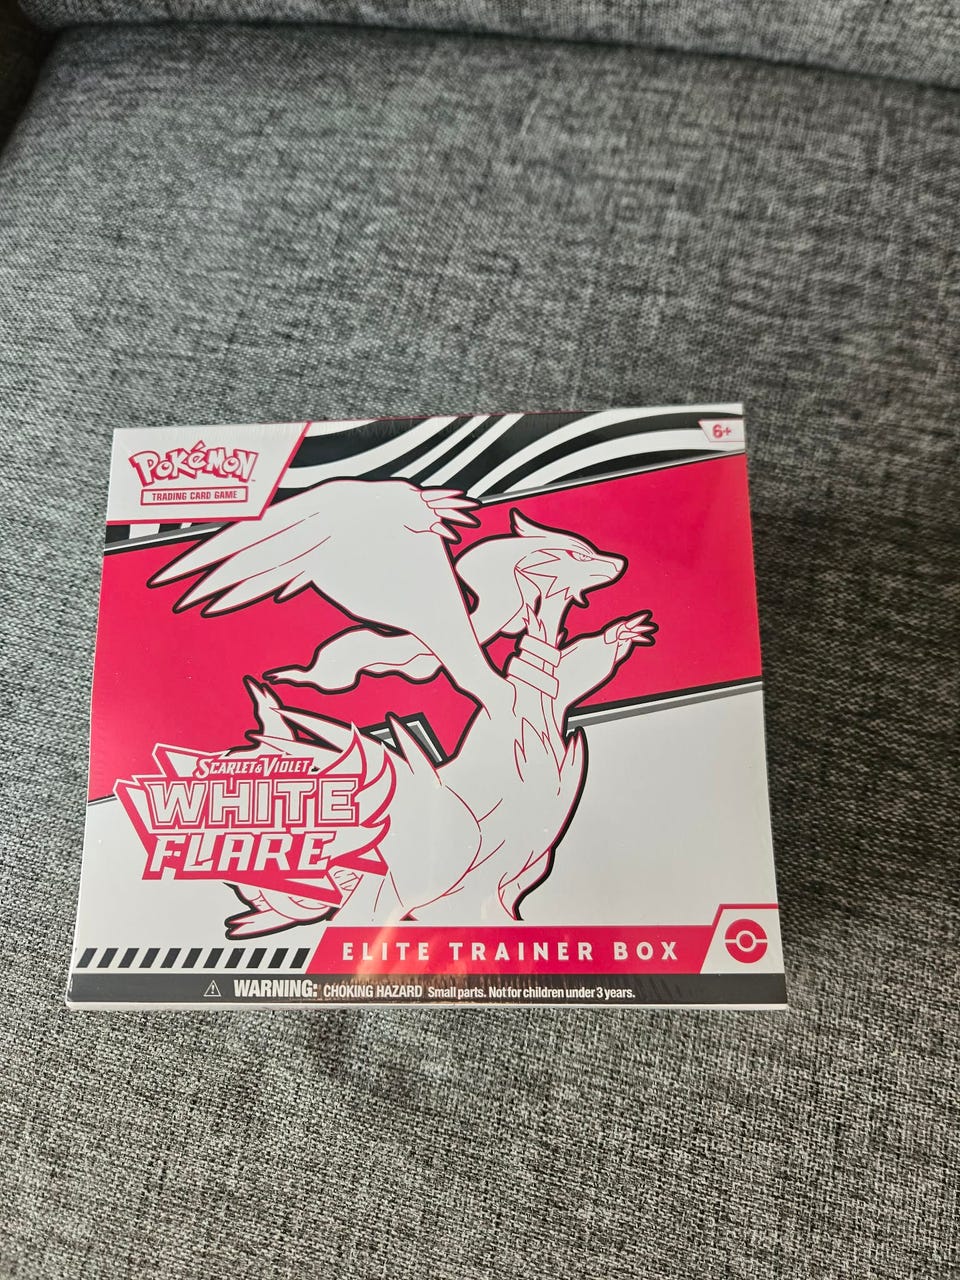 6+
POKéMON
TRADING CARD GAME
SCARLET & VIOLET
WHITE
FLARE
ELITE TRAINER BOX
WARNING: CHOKING HAZARD Small parts. Not for children under 3 years.